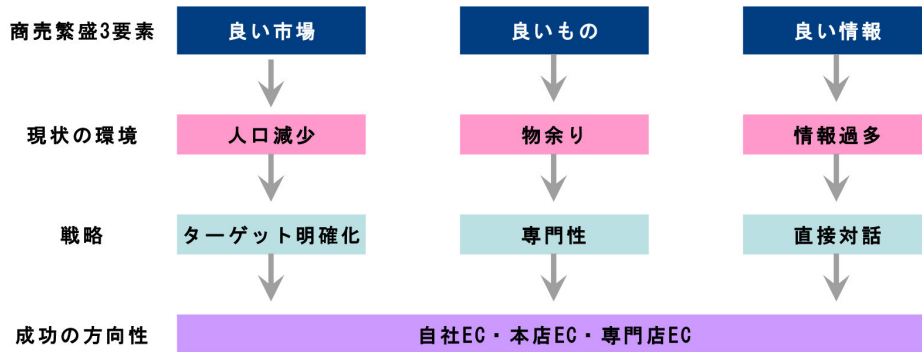 商売繁盛3要素 良い市場 良いもの 良い情報
現状の環境 人口減少 物余り 情報過多
戦略 ターゲット明確化 専門性 直接対話
成功の方向性 自社EC・本店EC・専門店EC